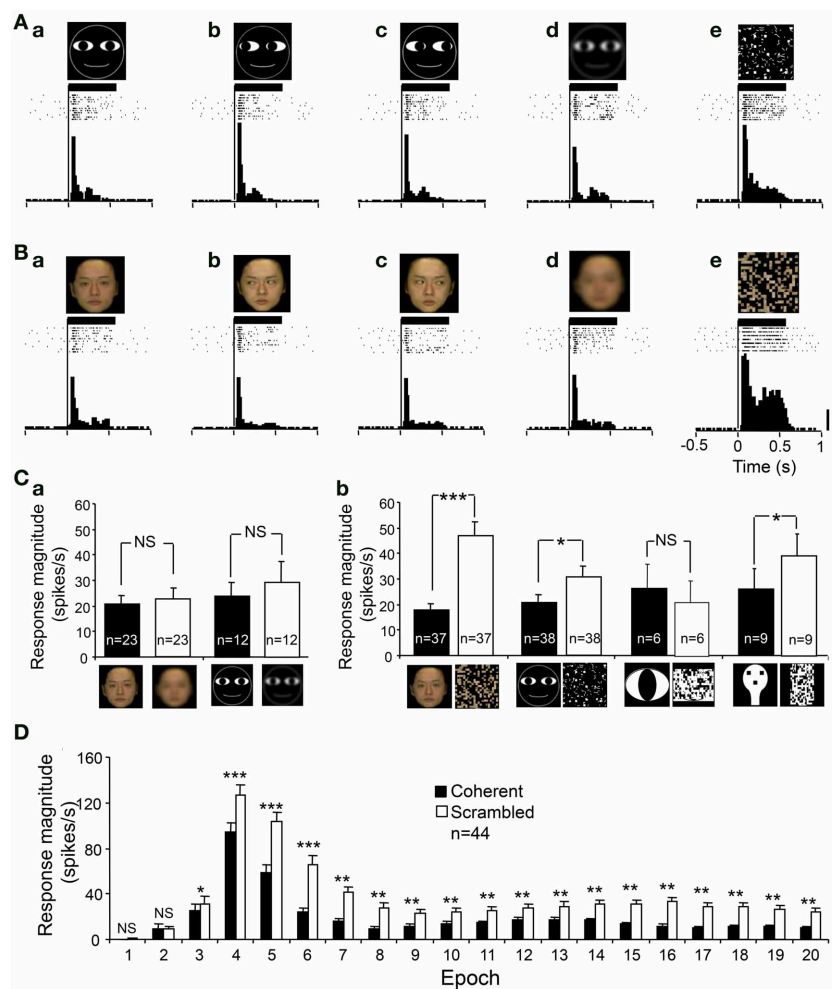 A
a b c d e
B
a b c d e
-0.5 0 0.5 1
Time (s)
C
a
Response magnitude
(spikes/s)
60
50
40
30
20
10
0
NS NS
n=23 n=23 n=12 n=12
b
Response magnitude
(spikes/s)
60
50
40
30
20
10
0
*** * NS *
n=37 n=37 n=38 n=38 n=6 n=6 n=9 n=9
D
Response magnitude
(spikes/s)
160
120
80
40
0
Coherent
Scrambled
n=44
NS NS * *** *** *** ** ** ** ** ** ** ** ** ** ** ** ** ** **
1 2 3 4 5 6 7 8 9 10 11 12 13 14 15 16 17 18 19 20
Epoch